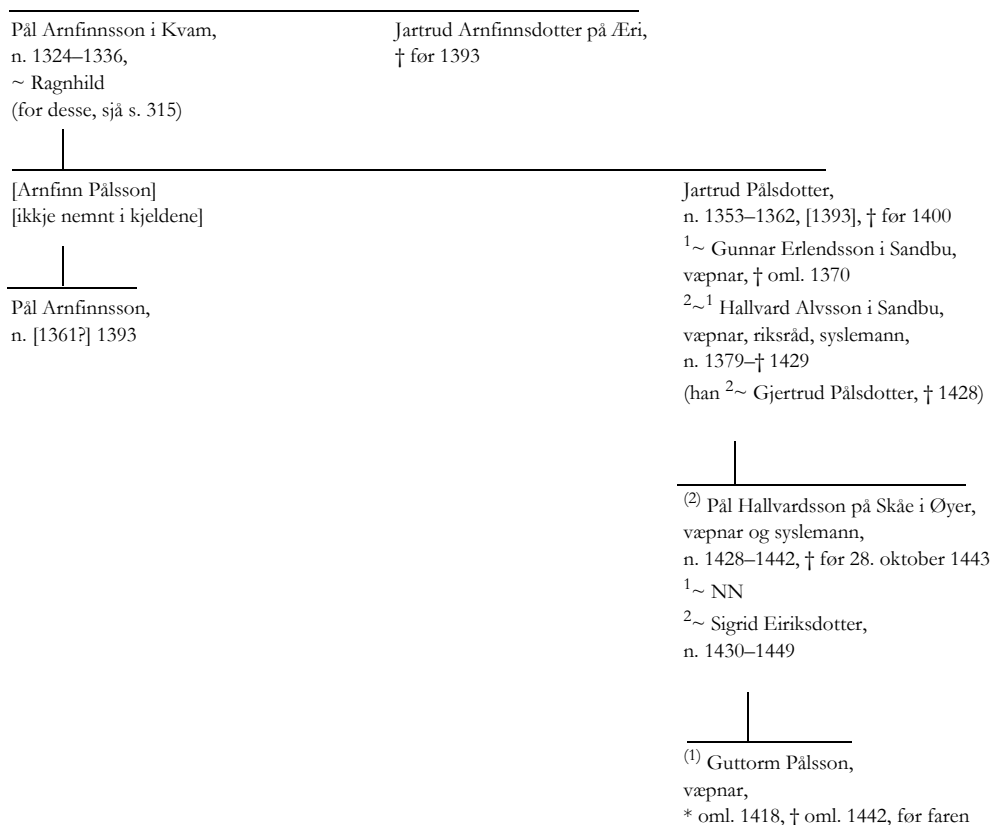 Pål Arnfinnsson i Kvam,
n. 1324–1336,
~ Ragnhild
(for desse, sjå s. 315)
Jartrud Arnfinnsdotter på Æri,
† før 1393
[Arnfinn Pålsson]
[ikkje nemnt i kjeldene]
Jartrud Pålsdotter,
n. 1353–1362, [1393], † før 1400
1~ Gunnar Erlendsson i Sandbu,
væpnar, † oml. 1370
2~1 Hallvard Alvsson i Sandbu,
væpnar, riksråd, syslemann,
n. 1379–† 1429
(han 2~ Gjertrud Pålsdotter, † 1428)
Pål Arnfinnsson,
n. [1361?] 1393
(2) Pål Hallvardsson på Skåe i Øyer,
væpnar og syslemann,
n. 1428–1442, † før 28. oktober 1443
1~ NN
2~ Sigrid Eiriksdotter,
n. 1430–1449
(1) Guttorm Pålsson,
væpnar,
* oml. 1418, † oml. 1442, før faren